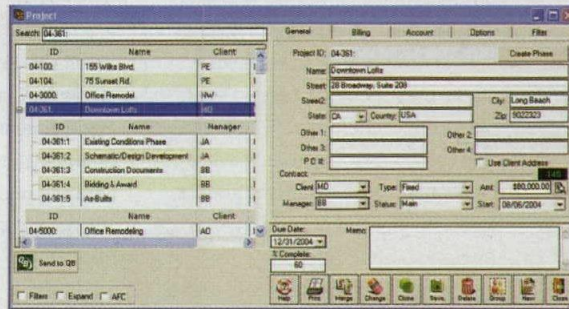 Project
Search: 04-361:
ID Name Client
04-100: 155 Wilks Blvd. PE
04-104: 75 Sunset Rd. PE
04-3000: Office Remodel NW
04-361: Downtown Lofts MO
ID Name Manager
04-361:1 Existing Conditions Phase JA
04-361:2 Schematic/Design Development JA
04-361:3 Construction Documents BB
04-361:4 Bidding & Award BB
04-361:5 As-Builts BB
ID Name Client
04-5000: Office Remodeling AC
Send to QB
Filters Expand AFC
General Billing Account Options Filter
Project ID: 04-361: Create Phase
Name: Downtown Lofts
Street: 28 Broadway, Suite 208
Street2: City: Long Beach
State: CA Country: USA Zip: 9022323
Other 1: Other 2:
Other 3: Other 4:
P O #: Use Client Address
Contract:
Client: MO Type: Fixed Amt: $80,000.00
Manager: BB Status: Main Start: 08/06/2004
Due Date: Memo:
12/31/2004
% Complete:
60
Help Print Merge Change Clone Save Delete Group New Close